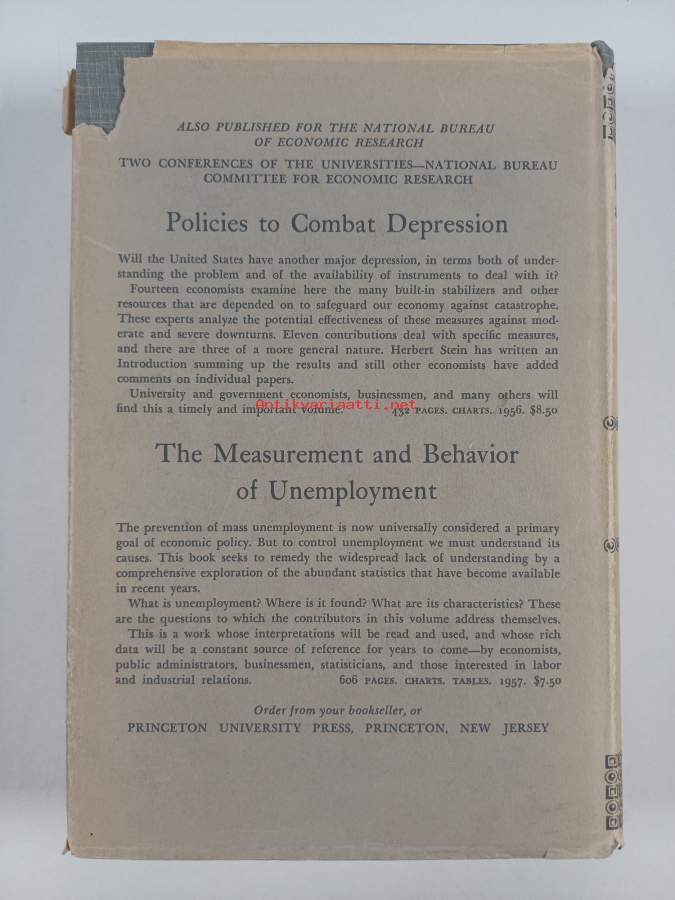 ALSO PUBLISHED FOR THE NATIONAL BUREAU
OF ECONOMIC RESEARCH
TWO CONFERENCES OF THE UNIVERSITIES—NATIONAL BUREAU
COMMITTEE FOR ECONOMIC RESEARCH
Policies to Combat Depression
Will the United States have another major depression, in terms both of under-
standing the problem and of the availability of instruments to deal with it?
Fourteen economists examine here the many built-in stabilizers and other
resources that are depended on to safeguard our economy against catastrophe.
These experts analyze the potential effectiveness of these measures against mod-
erate and severe downturns. Eleven contributions deal with specific measures,
and there are three of a more general nature. Herbert Stein has written an
Introduction summing up the results and still other economists have added
comments on individual papers.
University and government economists, businessmen, and many others will
find this a timely and important volume. 432 PAGES. CHARTS. 1956. $8.50
Antikvariaatti.net
The Measurement and Behavior
of Unemployment
The prevention of mass unemployment is now universally considered a primary
goal of economic policy. But to control unemployment we must understand its
causes. This book seeks to remedy the widespread lack of understanding by a
comprehensive exploration of the abundant statistics that have become available
in recent years.
What is unemployment? Where is it found? What are its characteristics? These
are the questions to which the contributors in this volume address themselves.
This is a work whose interpretations will be read and used, and whose rich
data will be a constant source of reference for years to come—by economists,
public administrators, businessmen, statisticians, and those interested in labor
and industrial relations. 606 PAGES. CHARTS. TABLES. 1957. $7.50
Order from your bookseller, or
PRINCETON UNIVERSITY PRESS, PRINCETON, NEW JERSEY